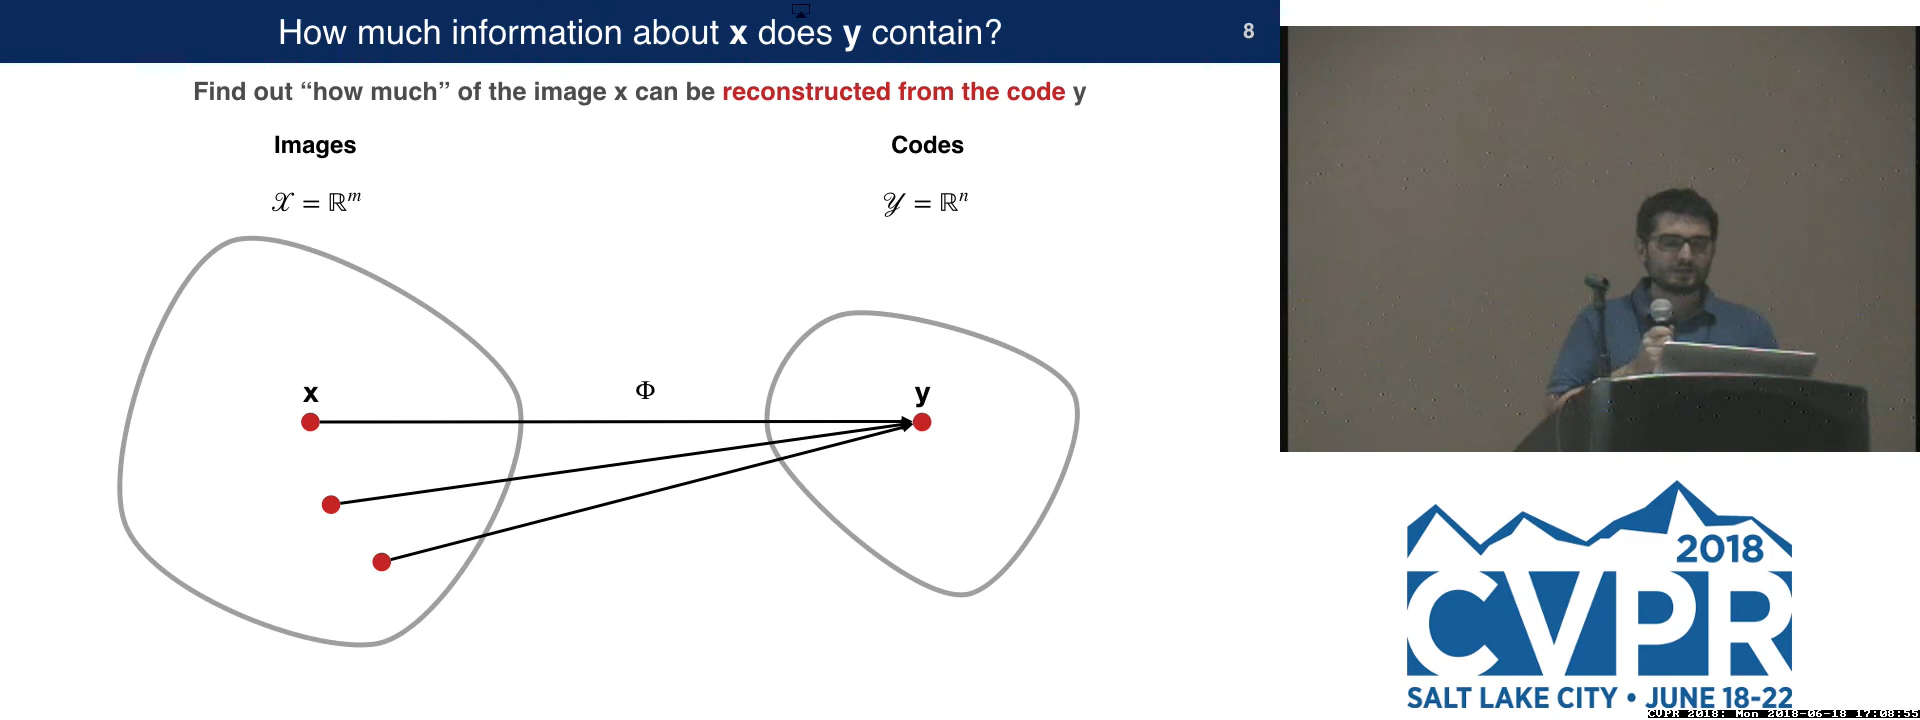 How much information about x does y contain?
8
Find out “how much” of the image x can be reconstructed from the code y
Images
Codes
𝒳 = ℝᵐ
𝒴 = ℝⁿ
x
Φ
y
2018
CVPR
SALT LAKE CITY • JUNE 18-22
CVPR 2018: Mon 2018-06-18 17:08:55